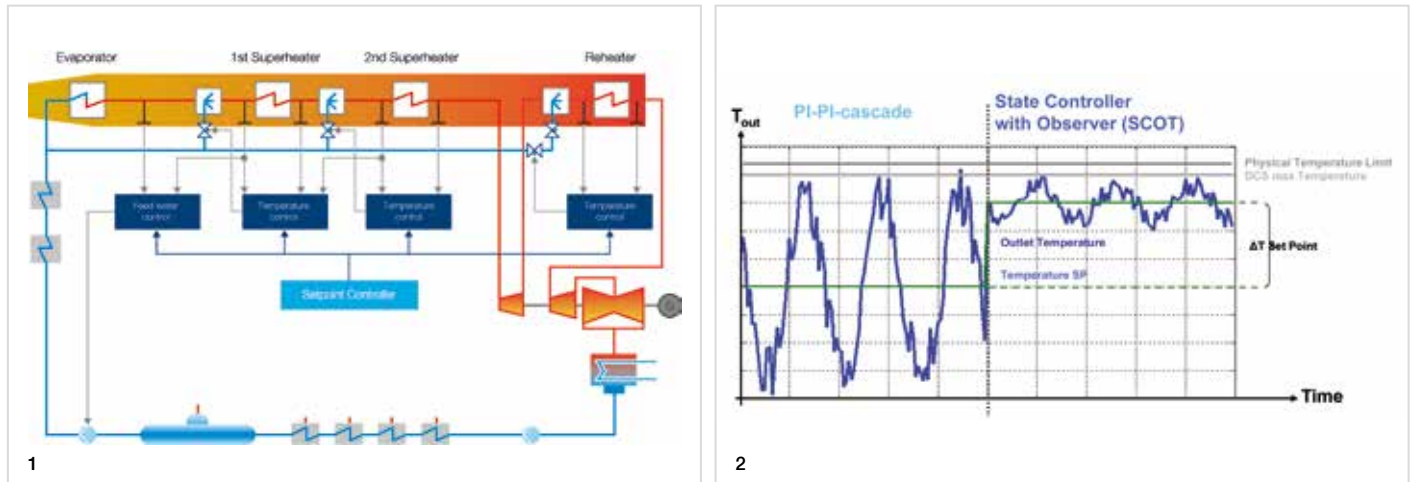 Evaporator 1st Superheater 2nd Superheater Reheater
Feed water control
Temperature control
Temperature control
Temperature control
Setpoint Controller
1
PI-PI-cascade
State Controller
with Observer (SCOT)
Tout
Physical Temperature Limit
DCS max Temperature
Outlet Temperature
ΔT Set Point
Temperature SP
Time
2